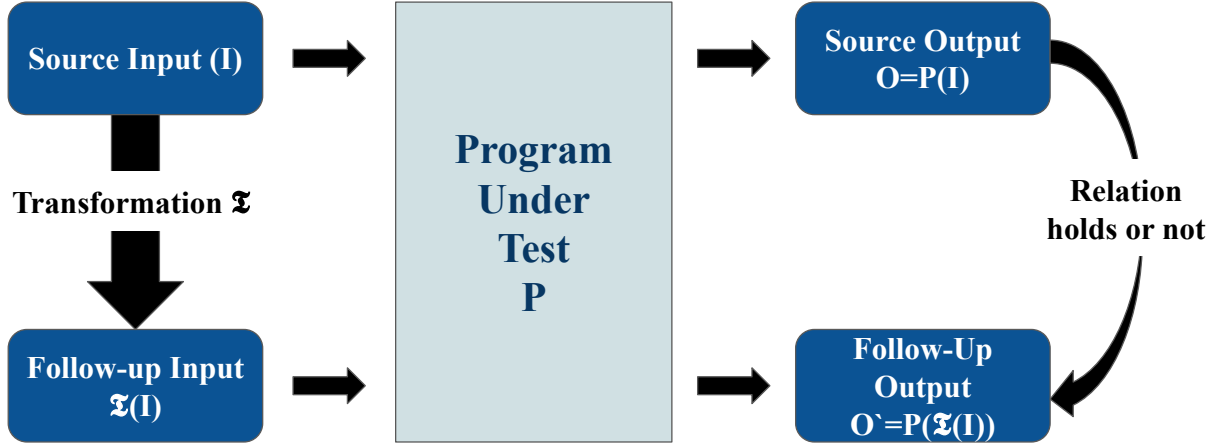 Source Input (I)
Source Output
O=P(I)
Program
Under
Test
P
Transformation 𝕿
Relation
holds or not
Follow-up Input
𝕿(I)
Follow-Up
Output
O`=P(𝕿(I))